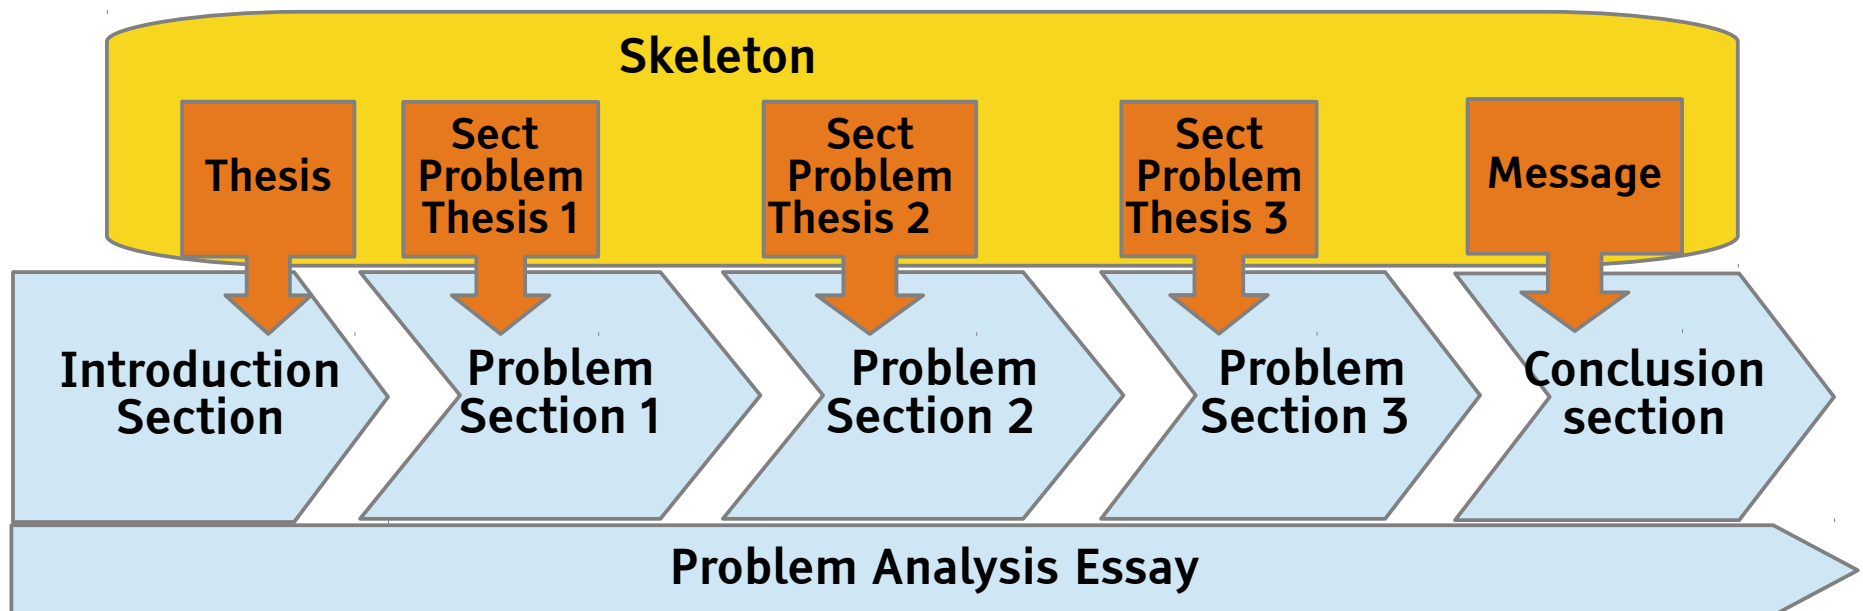 Skeleton
Thesis
Sect
Problem
Thesis 1
Sect
Problem
Thesis 2
Sect
Problem
Thesis 3
Message
Introduction
Section
Problem
Section 1
Problem
Section 2
Problem
Section 3
Conclusion
section
Problem Analysis Essay